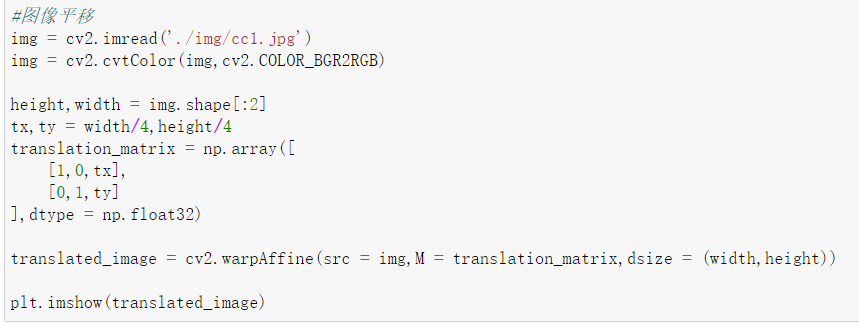 #图像平移
img = cv2.imread('./img/cc1.jpg')
img = cv2.cvtColor(img,cv2.COLOR_BGR2RGB)
height,width = img.shape[:2]
tx,ty = width/4,height/4
translation_matrix = np.array([
    [1,0,tx],
    [0,1,ty]
],dtype = np.float32)
translated_image = cv2.warpAffine(src = img,M = translation_matrix,dsize = (width,height))
plt.imshow(translated_image)